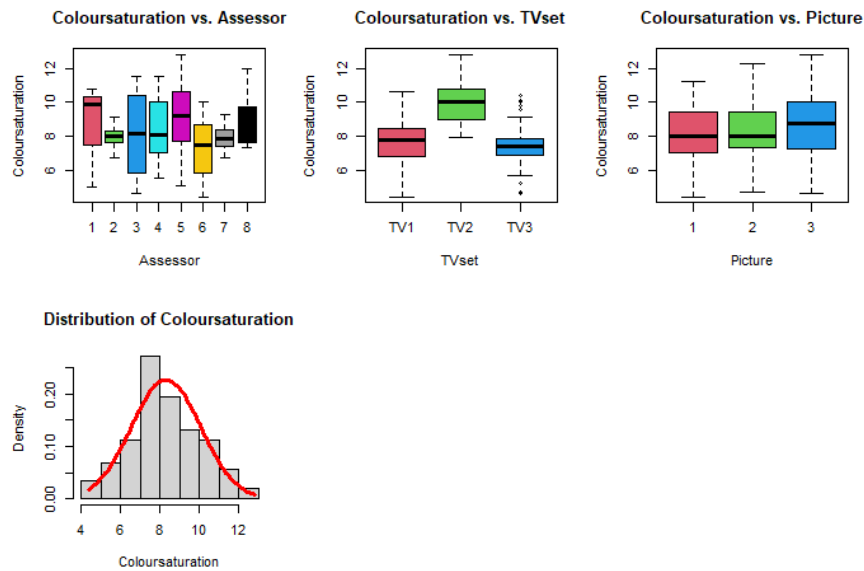 Coloursaturation vs. Assessor
Coloursaturation
6 8 10 12
1 2 3 4 5 6 7 8
Assessor
Coloursaturation vs. TVset
Coloursaturation
6 8 10 12
TV1 TV2 TV3
TVset
Coloursaturation vs. Picture
Coloursaturation
6 8 10 12
1 2 3
Picture
Distribution of Coloursaturation
Density
0.00 0.10 0.20
4 6 8 10 12
Coloursaturation